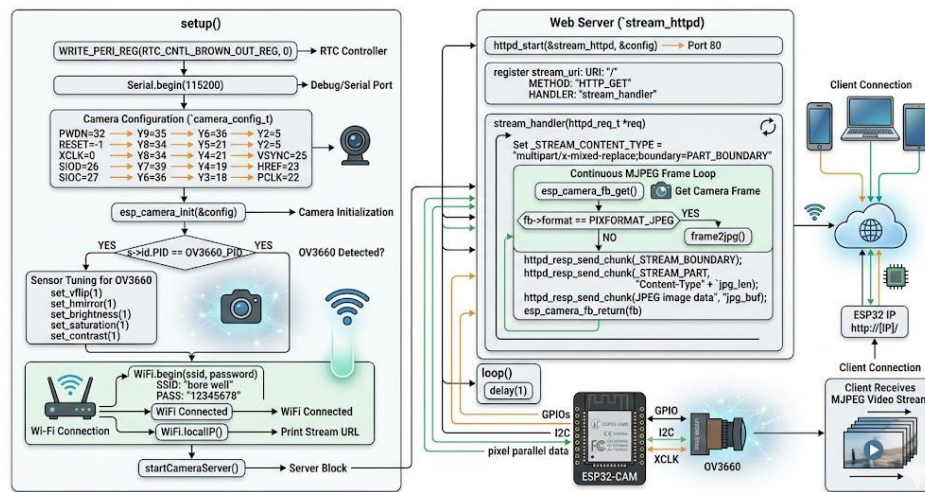 setup()
WRITE_PERI_REG(RTC_CNTL_BROWN_OUT_REG, 0)
RTC Controller
Serial.begin(115200)
Debug/Serial Port
Camera Configuration (`camera_config_t)
PWDN=32 Y9=35 Y6=36 Y2=5
RESET=-1 Y8=34 Y5=21 Y2=5
XCLK=0 Y8=34 Y4=21 VSYNC=25
SIOD=26 Y7=39 Y4=19 HREF=23
SIOC=27 Y6=36 Y3=18 PCLK=22
esp_camera_init(&config)
Camera Initialization
YES
s->id.PID == OV3660_PID
YES
OV3660 Detected?
Sensor Tuning for OV3660
set_vflip(1)
set_hmirror(1)
set_brightness(1)
set_saturation(1)
set_contrast(1)
WiFi.begin(ssid, password)
SSID: "bore well"
PASS: "12345678"
WiFi Connected
WiFi Connected
Wi-Fi Connection
WiFi.localIP()
Print Stream URL
startCameraServer()
Server Block
Web Server (`stream_httpd)
httpd_start(&stream_httpd, &config)
Port 80
register stream_uri: URI: "/"
METHOD: "HTTP_GET"
HANDLER: "stream_handler"
stream_handler(httpd_req_t *req)
Set _STREAM_CONTENT_TYPE =
"multipart/x-mixed-replace;boundary=PART_BOUNDARY"
Continuous MJPEG Frame Loop
esp_camera_fb_get()
Get Camera Frame
fb->format == PIXFORMAT_JPEG
YES
NO
frame2jpg()
httpd_resp_send_chunk(_STREAM_BOUNDARY);
httpd_resp_send_chunk(_STREAM_PART,
"Content-Type" + `jpg_len);
httpd_resp_send_chunk(JPEG image data", "jpg_buf);
esp_camera_fb_return(fb)
loop()
delay(1)
GPIOs
I2C
pixel parallel data
ESP32-CAM
FC
ESP32-CAM
GPIO
I2C
XCLK
OV3660
Client Connection
ESP32 IP
http://[IP]/
Client Connection
Client Receives
MJPEG Video Stream